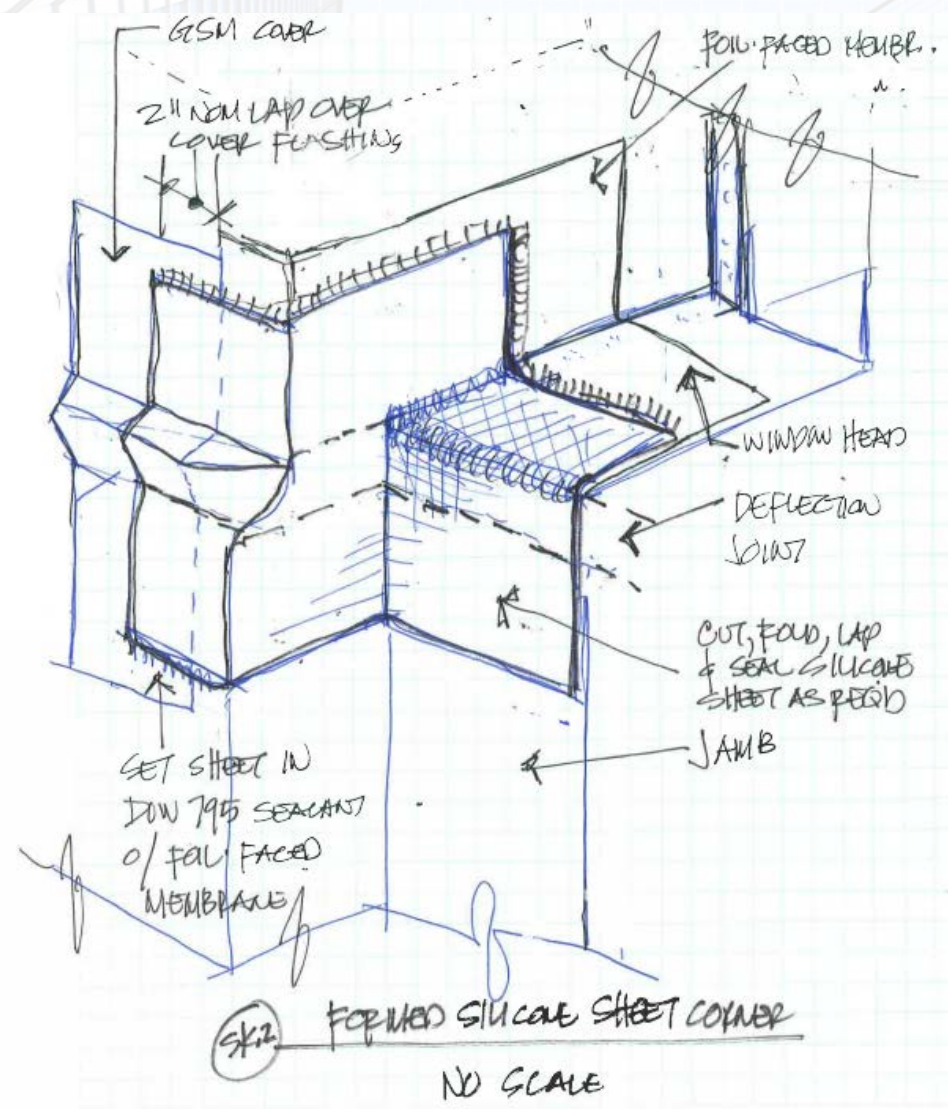 GSM COVER
FOIL-FACED MEMBR.
2" NOM LAP OVER
COVER FLASHING
WINDOW HEAD
DEFLECTION
JOINT
CUT, FOLD, LAP
& SEAL SILICONE
SHEET AS REQ'D
JAMB
SET SHEET IN
DOW 795 SEALANT
O/ FOIL-FACED
MEMBRANE
SK.2
FORMED SILICONE SHEET CORNER
NO SCALE